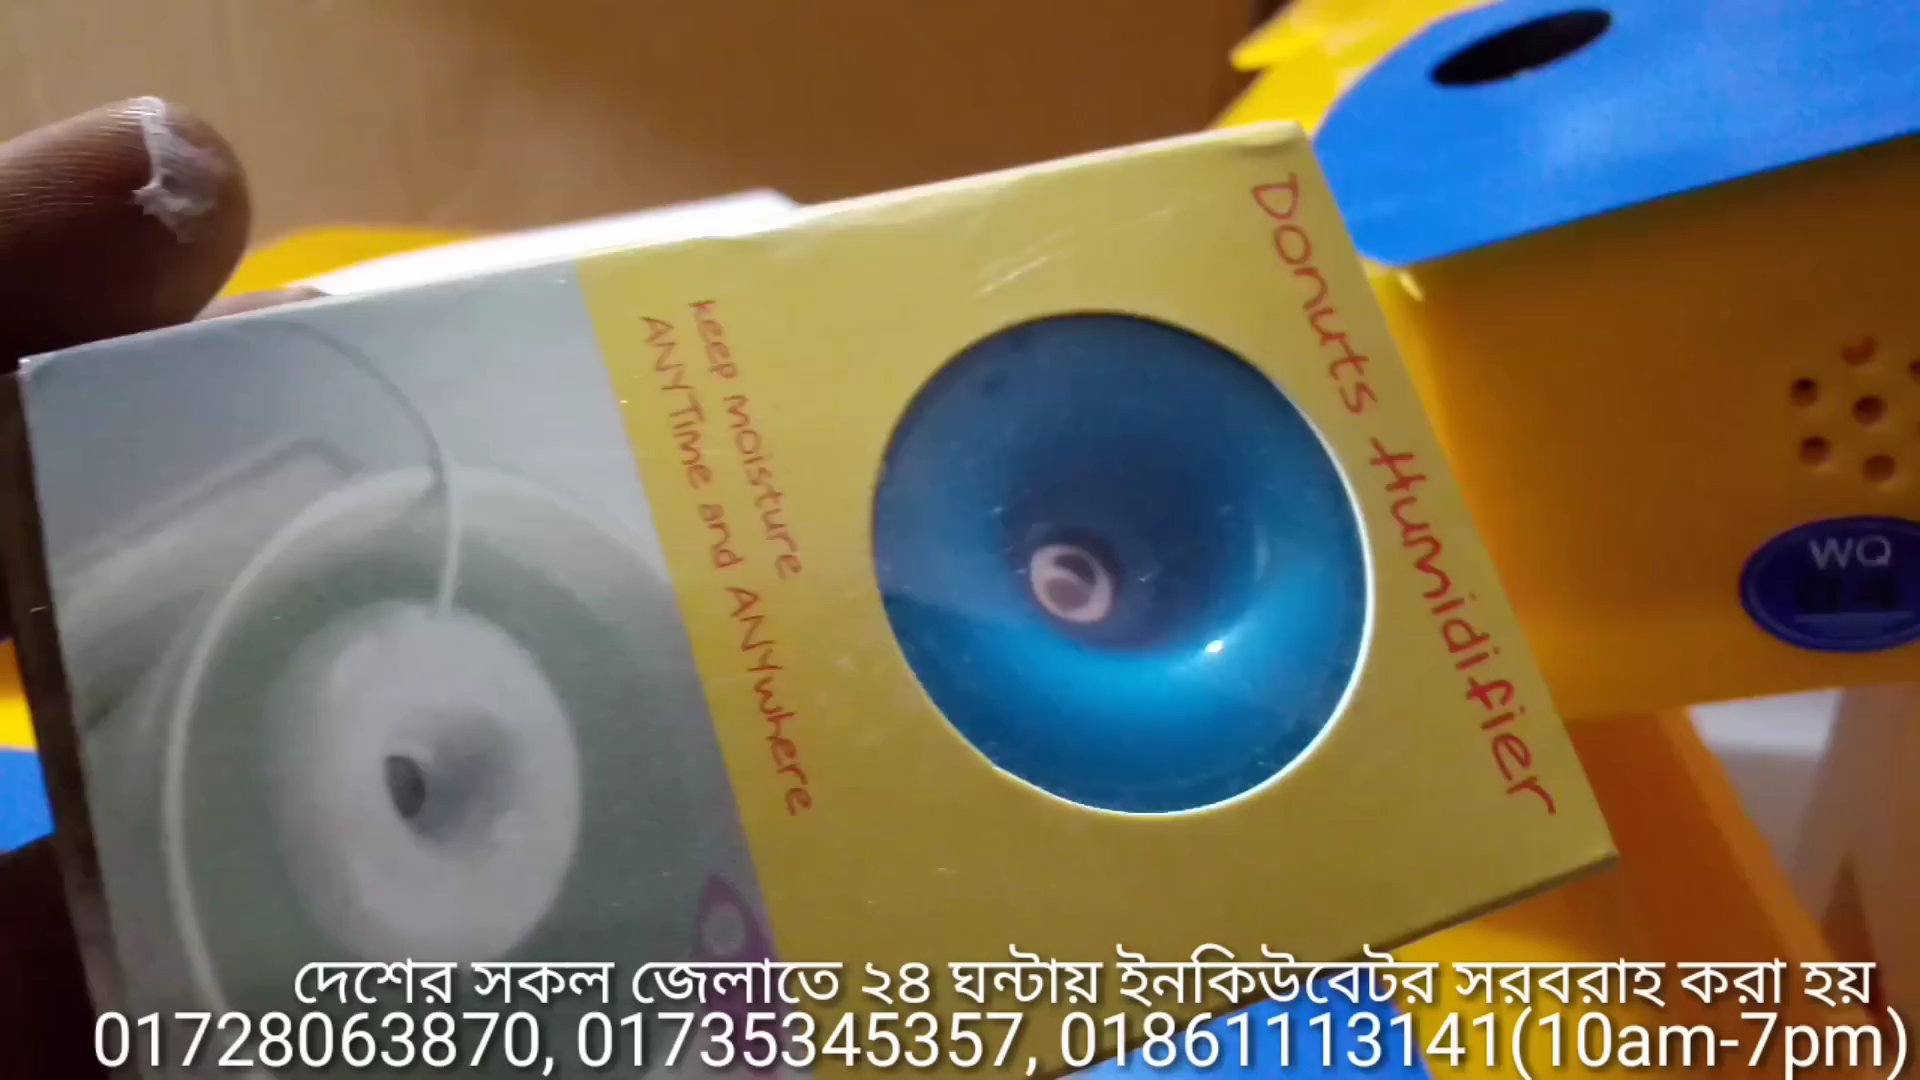 Donuts Humidifier
keep moisture
ANYTime and ANYwhere
WQ
দেশের সকল জেলাতে ২৪ ঘন্টায় ইনকিউবেটর সরবরাহ করা হয়
01728063870, 01735345357, 01861113141(10am-7pm)